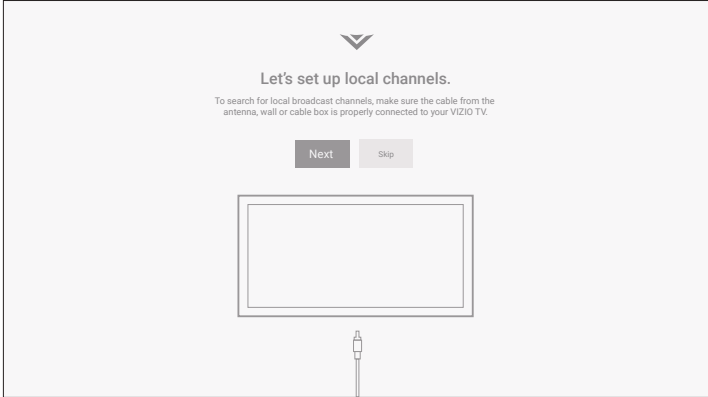 Let’s set up local channels.
To search for local broadcast channels, make sure the cable from the
antenna, wall or cable box is properly connected to your VIZIO TV.
Next
Skip